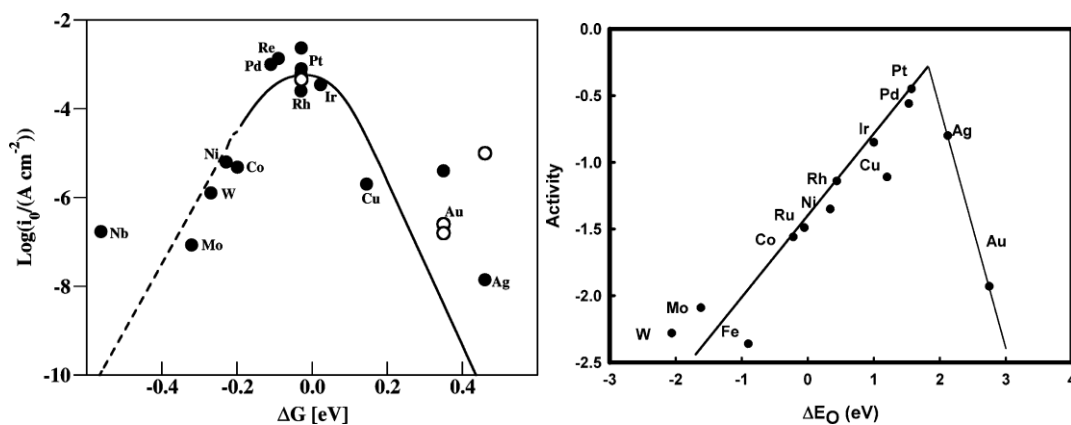 -2
-4
-6
-8
-10
Log(i0/(A cm-2))
Re
Pd
Pt
Rh
Ir
Ni
Co
W
Cu
Au
Nb
Mo
Ag
-0.4
-0.2
0.0
0.2
0.4
ΔG [eV]
0.0
-0.5
-1.0
-1.5
-2.0
-2.5
Activity
Pt
Pd
Ir
Ag
Cu
Rh
Ni
Ru
Co
Au
Mo
W
Fe
-3
-2
-1
0
1
2
3
4
ΔEO (eV)